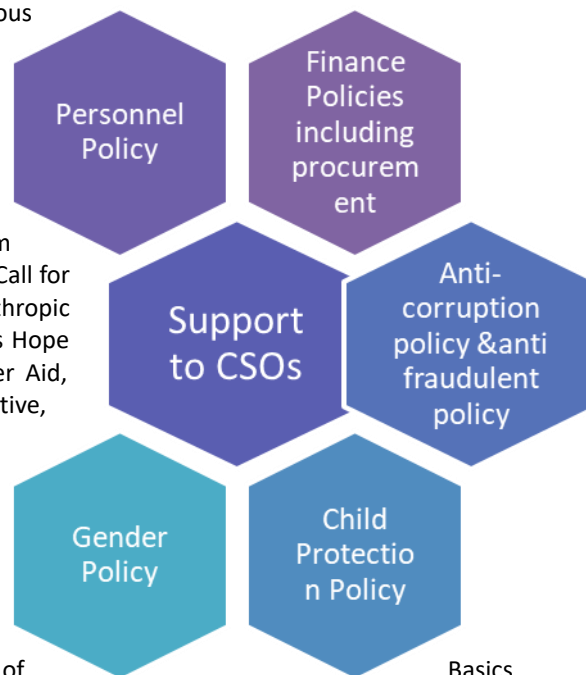 Personnel
Policy
Finance
Policies
including
procurem
ent
Call for
thropic
Hope
er Aid,
tive,
Support
to CSOs
Anti-
corruption
policy &anti
fraudulent
policy
Gender
Policy
Child
Protectio
n Policy
of
Basics